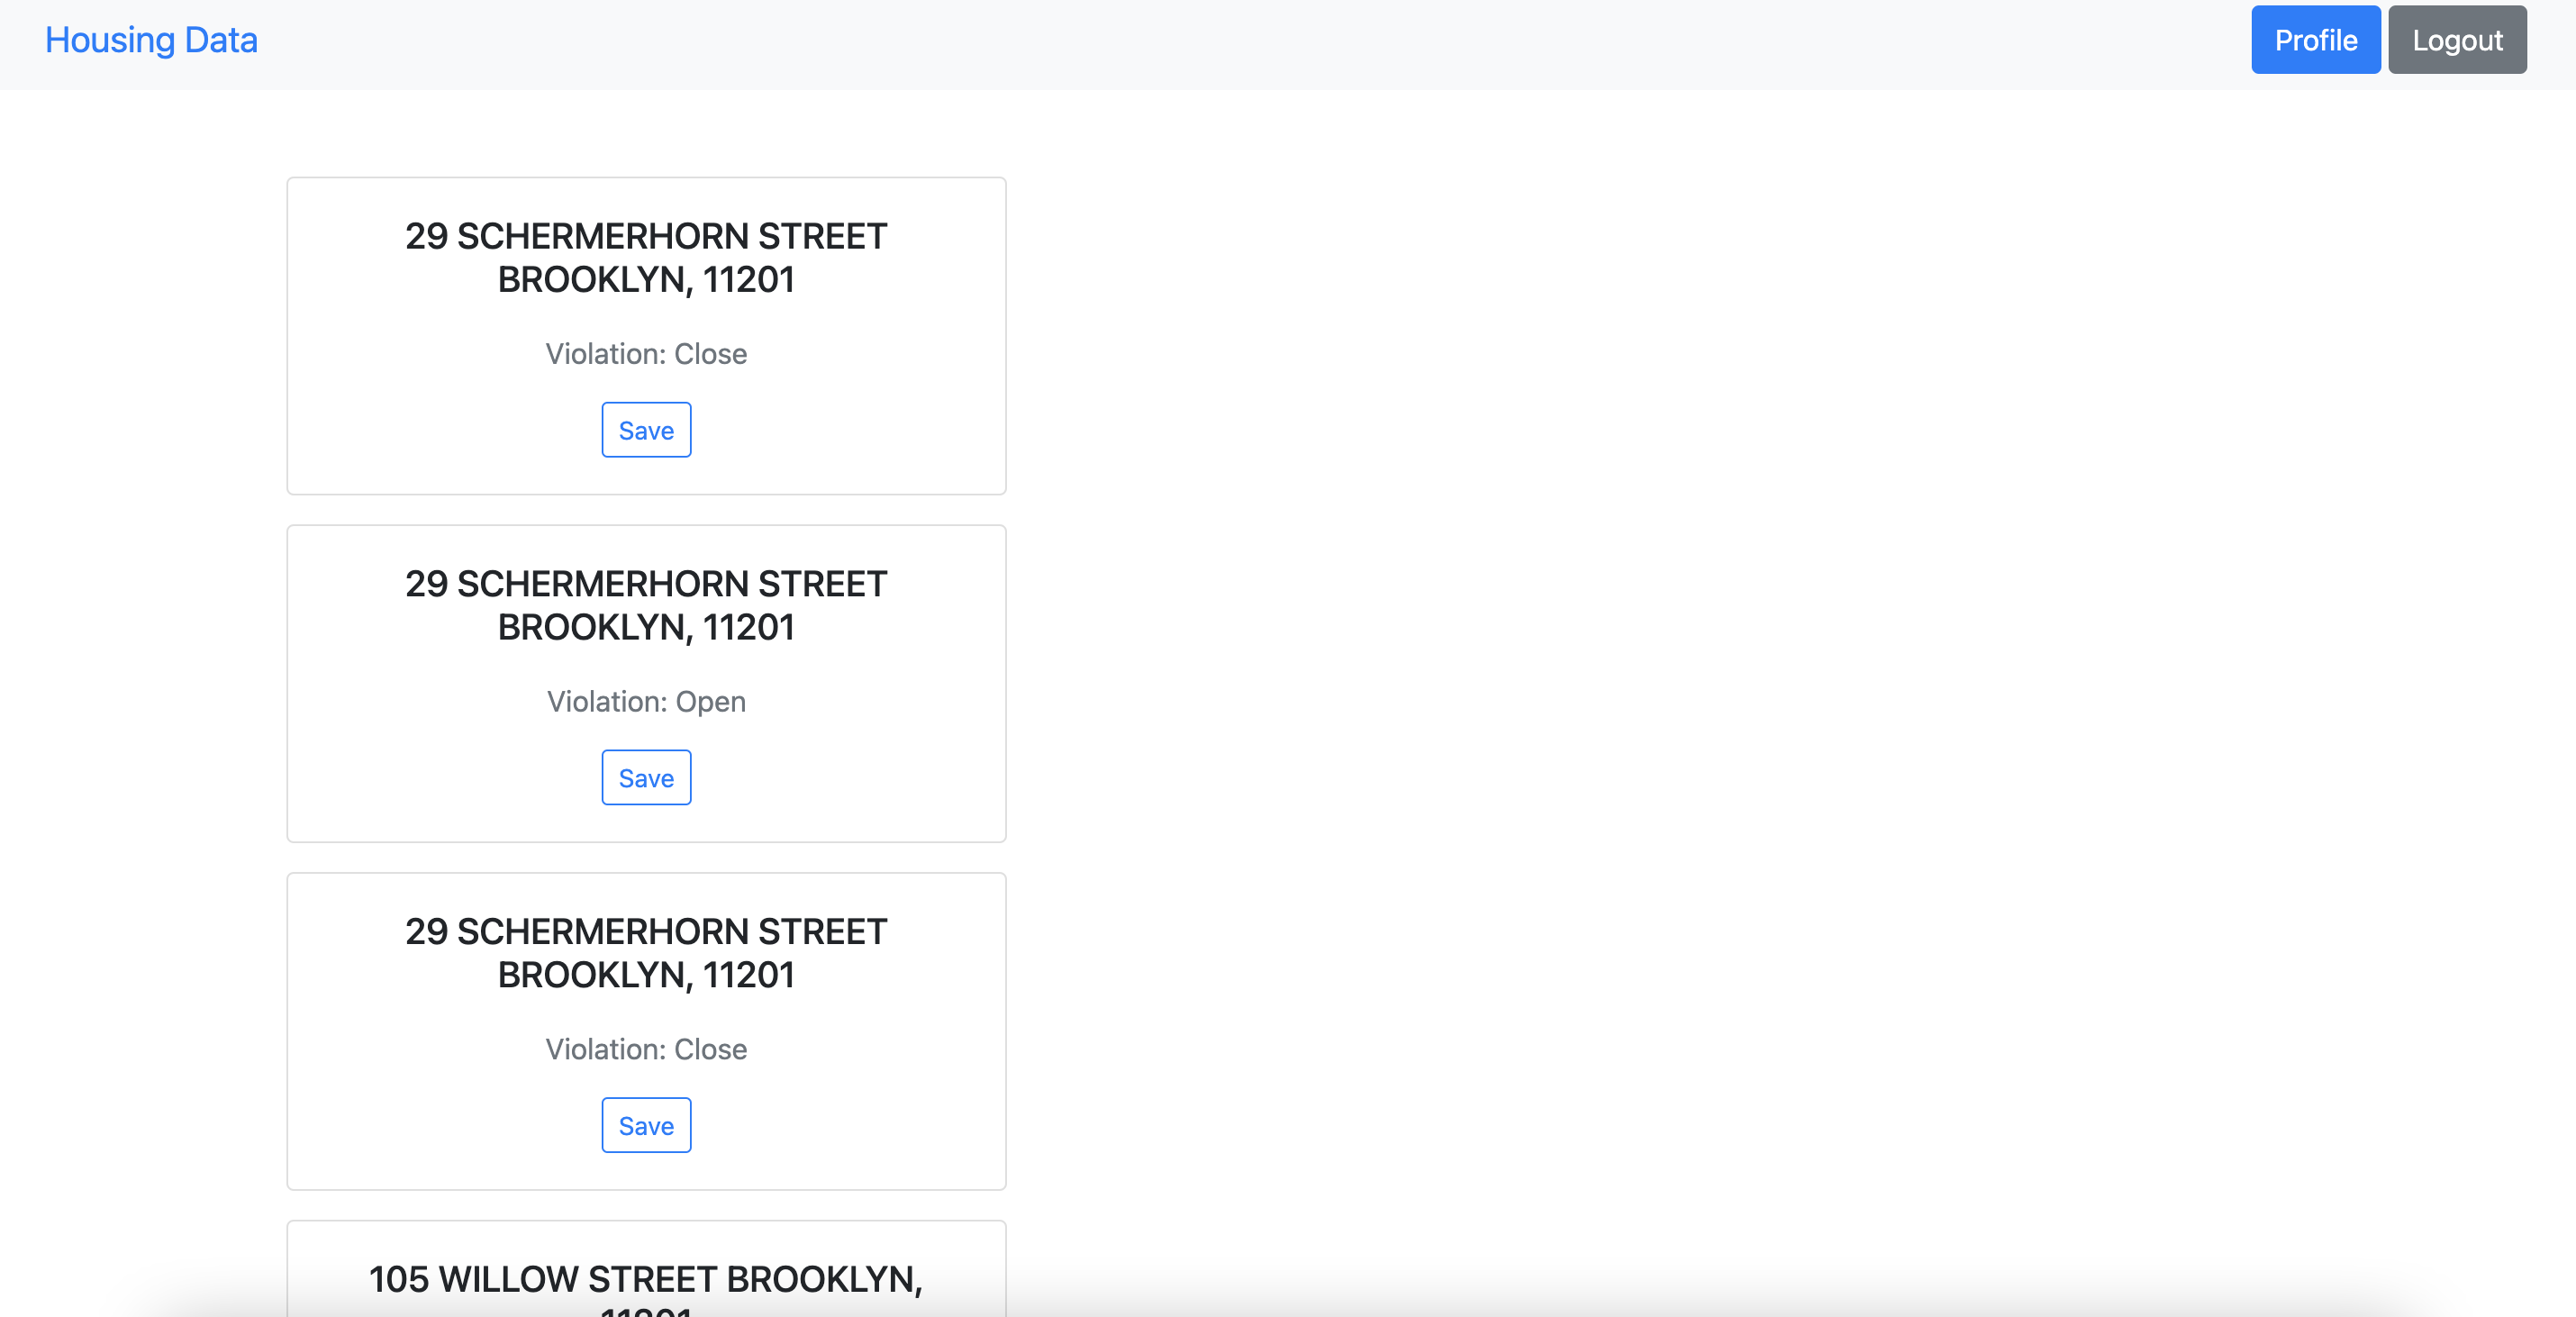 Housing Data
Profile
Logout
29 SCHERMERHORN STREET
BROOKLYN, 11201
Violation: Close
Save
29 SCHERMERHORN STREET
BROOKLYN, 11201
Violation: Open
Save
29 SCHERMERHORN STREET
BROOKLYN, 11201
Violation: Close
Save
105 WILLOW STREET BROOKLYN,